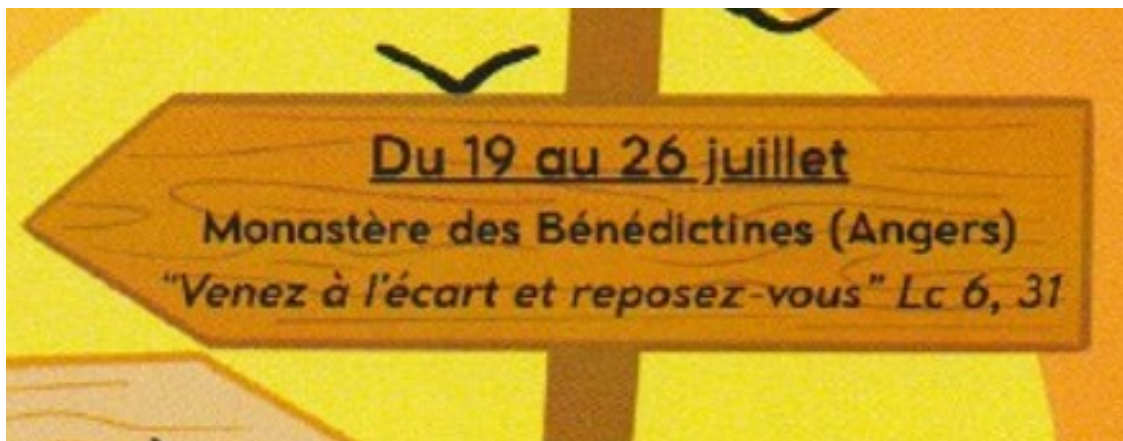 Du 19 au 26 juillet
Monastère des Bénédictines (Angers)
“Venez à l'écart et reposez-vous” Lc 6, 31